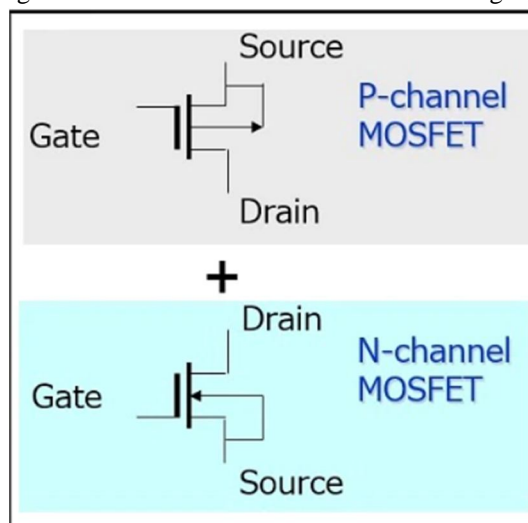 Source
P-channel
MOSFET
Gate
Drain
+
Drain
N-channel
MOSFET
Gate
Source